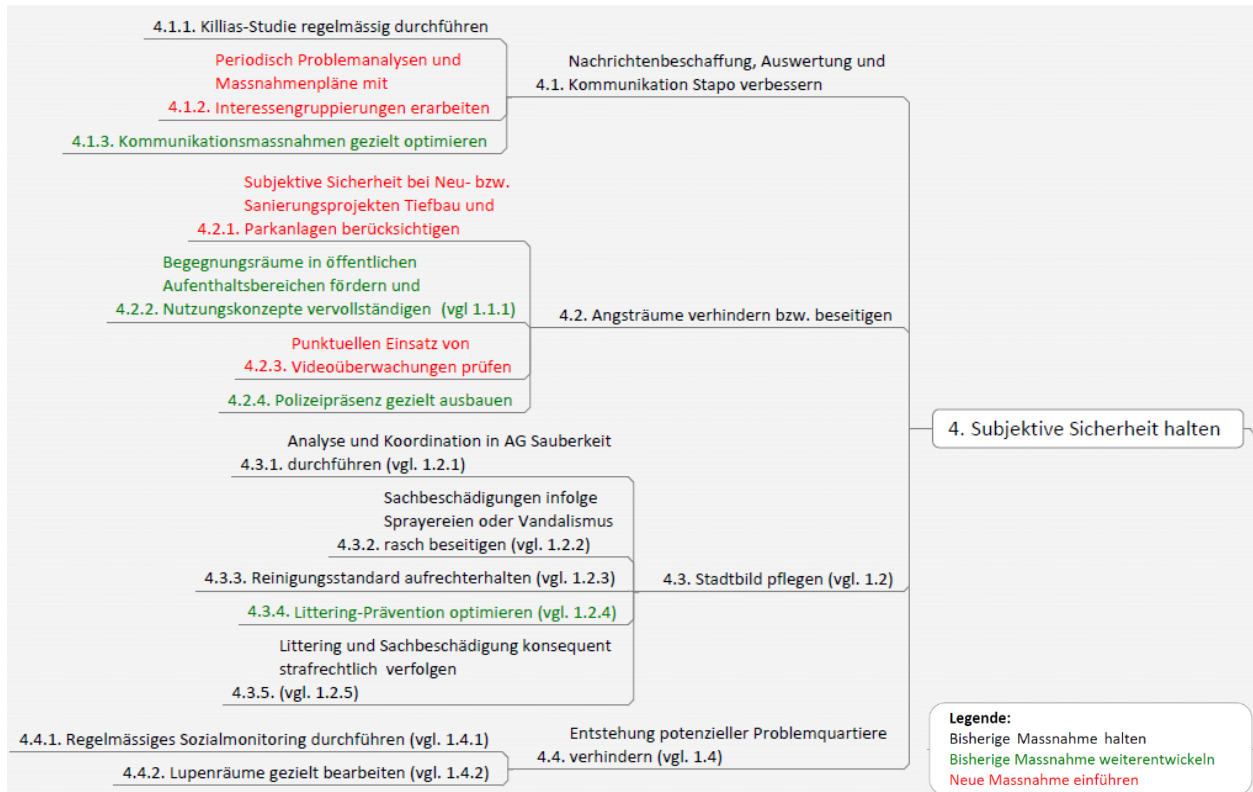 4.1.1. Killias-Studie regelmässig durchführen
Periodisch Problemanalysen und
Massnahmenpläne mit
4.1.2. Interessengruppierungen erarbeiten
4.1.3. Kommunikationsmassnahmen gezielt optimieren
Nachrichtenbeschaffung, Auswertung und
4.1. Kommunikation Stapo verbessern
Subjektive Sicherheit bei Neu- bzw.
Sanierungsprojekten Tiefbau und
4.2.1. Parkanlagen berücksichtigen
Begegnungsräume in öffentlichen
Aufenthaltsbereichen fördern und
4.2.2. Nutzungskonzepte vervollständigen (vgl 1.1.1)
Punktuellen Einsatz von
4.2.3. Videoüberwachungen prüfen
4.2.4. Polizeipräsenz gezielt ausbauen
4.2. Angsträume verhindern bzw. beseitigen
4. Subjektive Sicherheit halten
Analyse und Koordination in AG Sauberkeit
4.3.1. durchführen (vgl. 1.2.1)
Sachbeschädigungen infolge
Sprayereien oder Vandalismus
4.3.2. rasch beseitigen (vgl. 1.2.2)
4.3.3. Reinigungsstandard aufrechterhalten (vgl. 1.2.3)
4.3.4. Littering-Prävention optimieren (vgl. 1.2.4)
Littering und Sachbeschädigung konsequent
strafrechtlich verfolgen
4.3.5. (vgl. 1.2.5)
4.3. Stadtbild pflegen (vgl. 1.2)
4.4.1. Regelmässiges Sozialmonitoring durchführen (vgl. 1.4.1)
4.4.2. Lupenräume gezielt bearbeiten (vgl. 1.4.2)
Entstehung potenzieller Problemquartiere
4.4. verhindern (vgl. 1.4)
Legende:
Bisherige Massnahme halten
Bisherige Massnahme weiterentwickeln
Neue Massnahme einführen